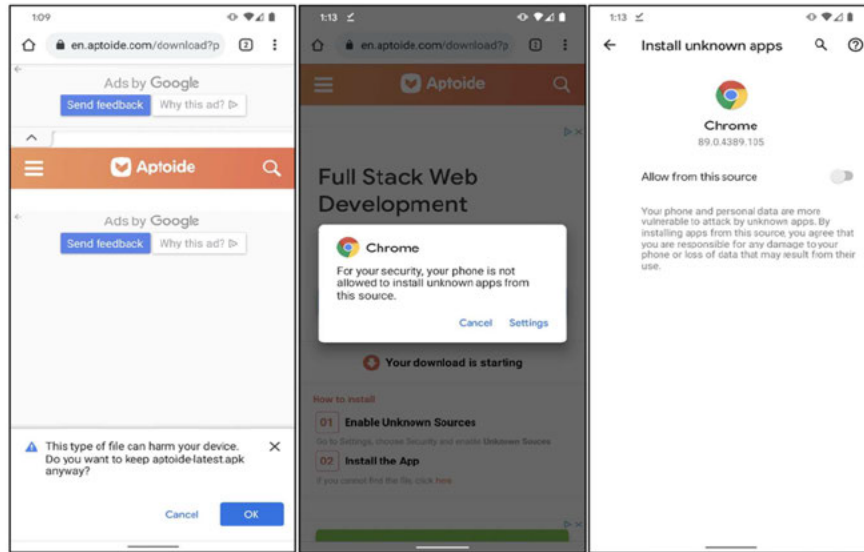 1:09
en.aptoide.com/download?p
2
Ads by Google
Send feedback
Why this ad?
Aptoide
Ads by Google
Send feedback
Why this ad?
This type of file can harm your device.
Do you want to keep aptoide-latest.apk
anyway?
Cancel
OK
1:13
en.aptoide.com/download?p
Aptoide
Full Stack Web
Development
Chrome
For your security, your phone is not
allowed to install unknown apps from
this source.
Cancel
Settings
Your download is starting
How to install
01 Enable Unknown Sources
Go to Settings, choose Security and enable Unknown Sources
02 Install the App
If you cannot find the file, click here
1:13
Install unknown apps
Chrome
89.0.4389.105
Allow from this source
Your phone and personal data are more
vulnerable to attack by unknown apps. By
installing apps from this source, you agree that
you are responsible for any damage to your
phone or loss of data that may result from their
use.